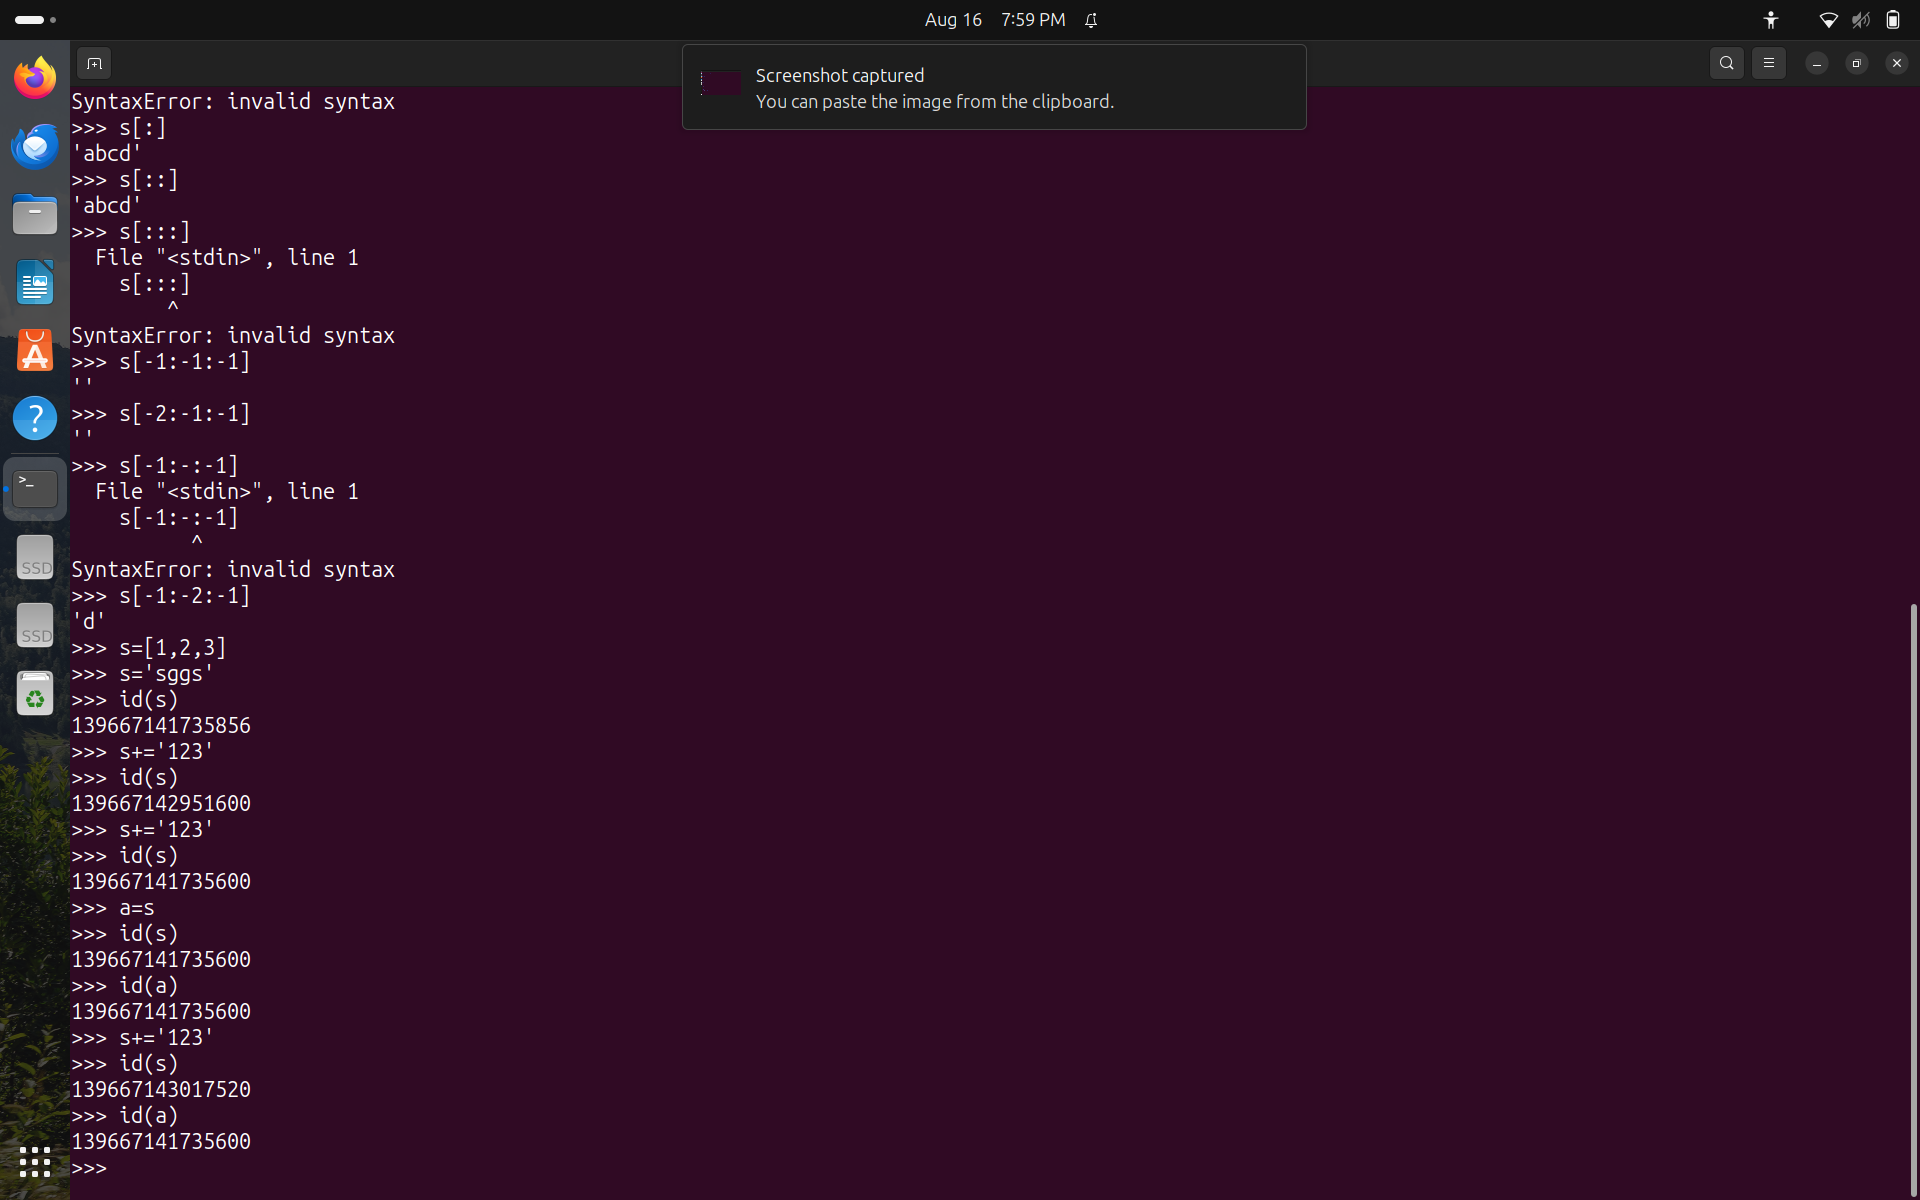 Aug 16 7:59 PM
Screenshot captured
You can paste the image from the clipboard.
SyntaxError: invalid syntax
>>> s[:]
'abcd'
>>> s[::]
'abcd'
>>> s[:::]
  File "<stdin>", line 1
    s[:::]
        ^
SyntaxError: invalid syntax
>>> s[-1:-1:-1]
''
>>> s[-2:-1:-1]
''
>>> s[-1:-:-1]
  File "<stdin>", line 1
    s[-1:-:-1]
          ^
SyntaxError: invalid syntax
>>> s[-1:-2:-1]
'd'
>>> s=[1,2,3]
>>> s='sggs'
>>> id(s)
139667141735856
>>> s+='123'
>>> id(s)
139667142951600
>>> s+='123'
>>> id(s)
139667141735600
>>> a=s
>>> id(s)
139667141735600
>>> id(a)
139667141735600
>>> s+='123'
>>> id(s)
139667143017520
>>> id(a)
139667141735600
>>>
?
>_
SSD
SSD